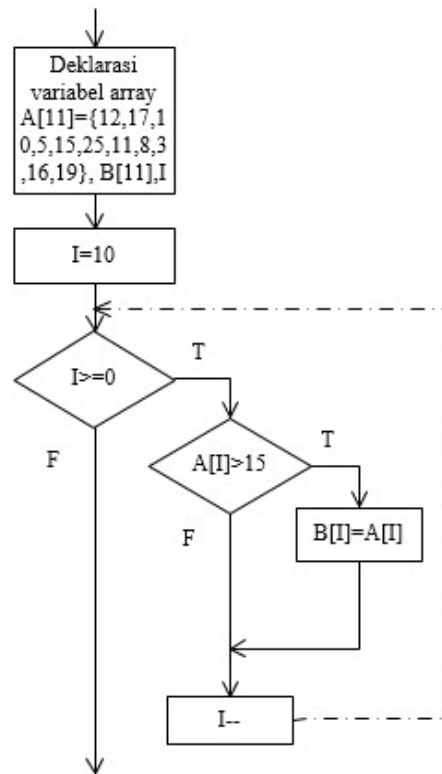 Deklarasi
variabel array
A[11]={12,17,1
0,5,15,25,11,8,3
,16,19}, B[11],I
I=10
I>=0
T
F
A[I]>15
T
F
B[I]=A[I]
I--